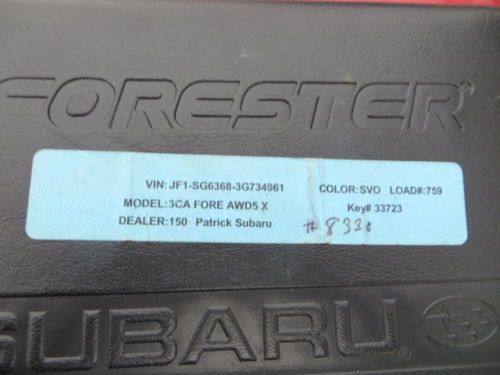 FORESTER
VIN: JF1-SG6368-3G734961 COLOR:SVO LOAD#:759
MODEL:3CA FORE AWD5 X Key# 33723
DEALER:150 Patrick Subaru # 8330
SUBARU